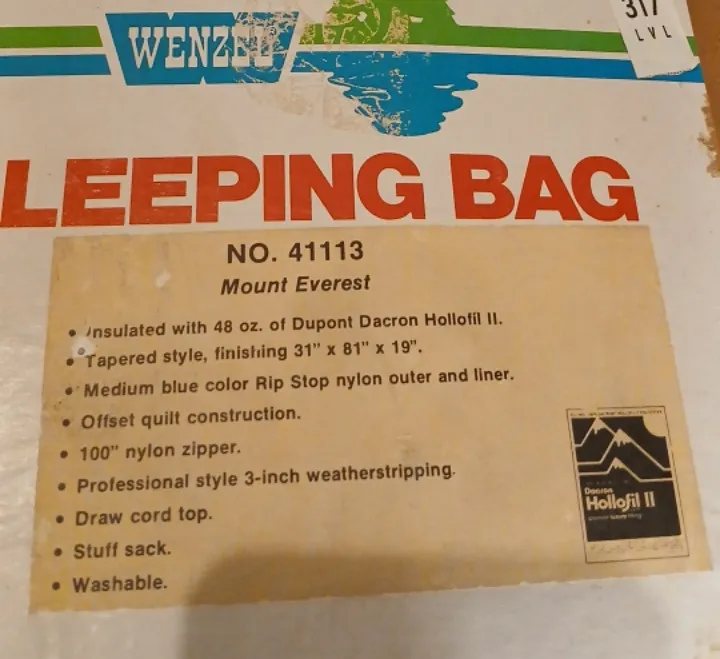 317
LVL
WENZEL
LEEPING BAG
NO. 41113
Mount Everest
• Insulated with 48 oz. of Dupont Dacron Hollofil II.
• Tapered style, finishing 31" x 81" x 19".
• Medium blue color Rip Stop nylon outer and liner.
• Offset quilt construction.
• 100" nylon zipper.
• Professional style 3-inch weatherstripping.
• Draw cord top.
• Stuff sack.
• Washable.
Dacron
Hollofil II